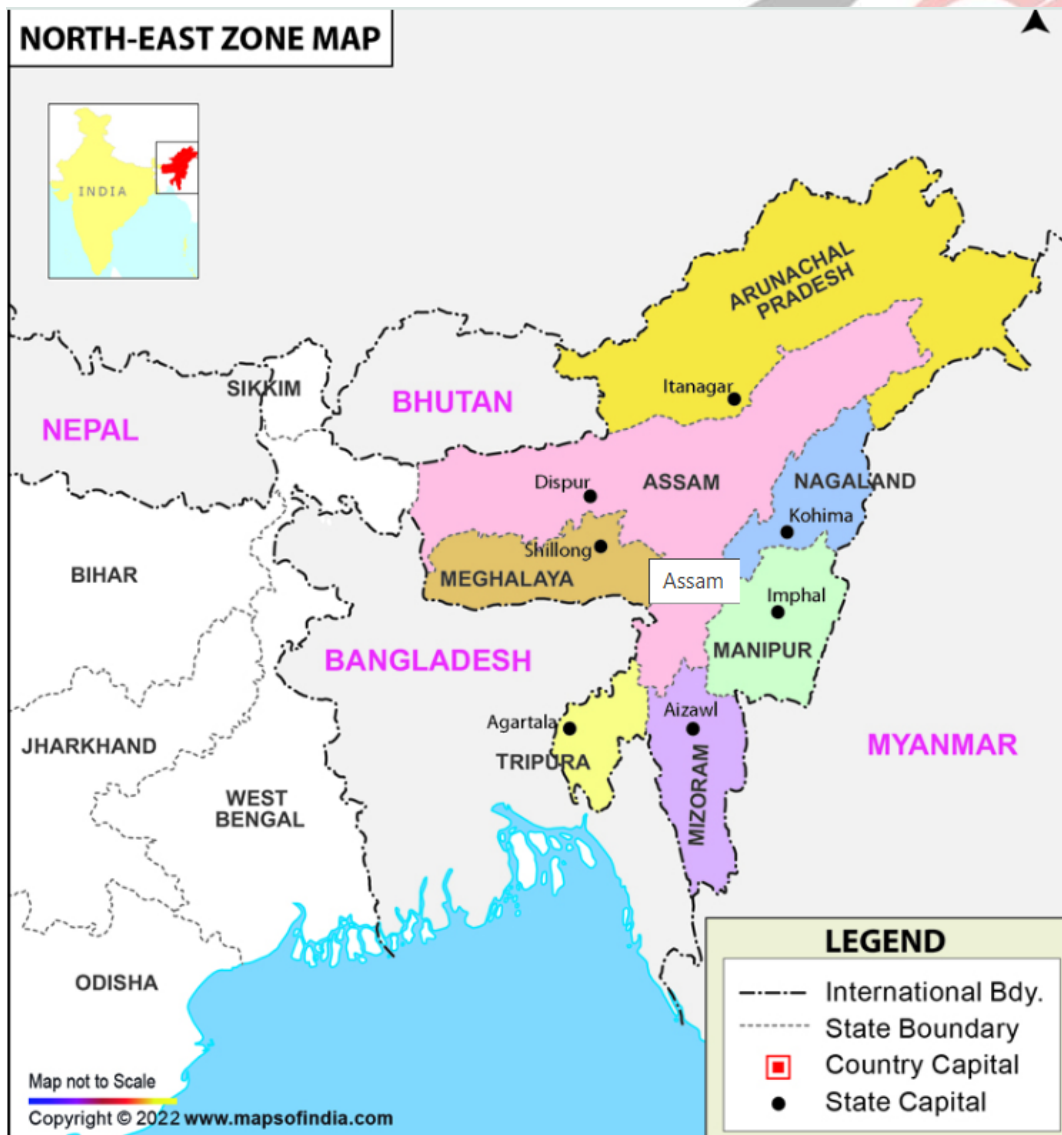 NORTH-EAST ZONE MAP
INDIA
ARUNACHAL
PRADESH
SIKKIM
BHUTAN
Itanagar
NEPAL
Dispur
ASSAM
NAGALAND
Kohima
Shillong
BIHAR
MEGHALAYA
Assam
Imphal
MANIPUR
BANGLADESH
Agartala
Aizawl
JHARKHAND
TRIPURA
MYANMAR
WEST
BENGAL
MIZORAM
ODISHA
LEGEND
International Bdy.
State Boundary
Country Capital
State Capital
Map not to Scale
Copyright © 2022 www.mapsofindia.com